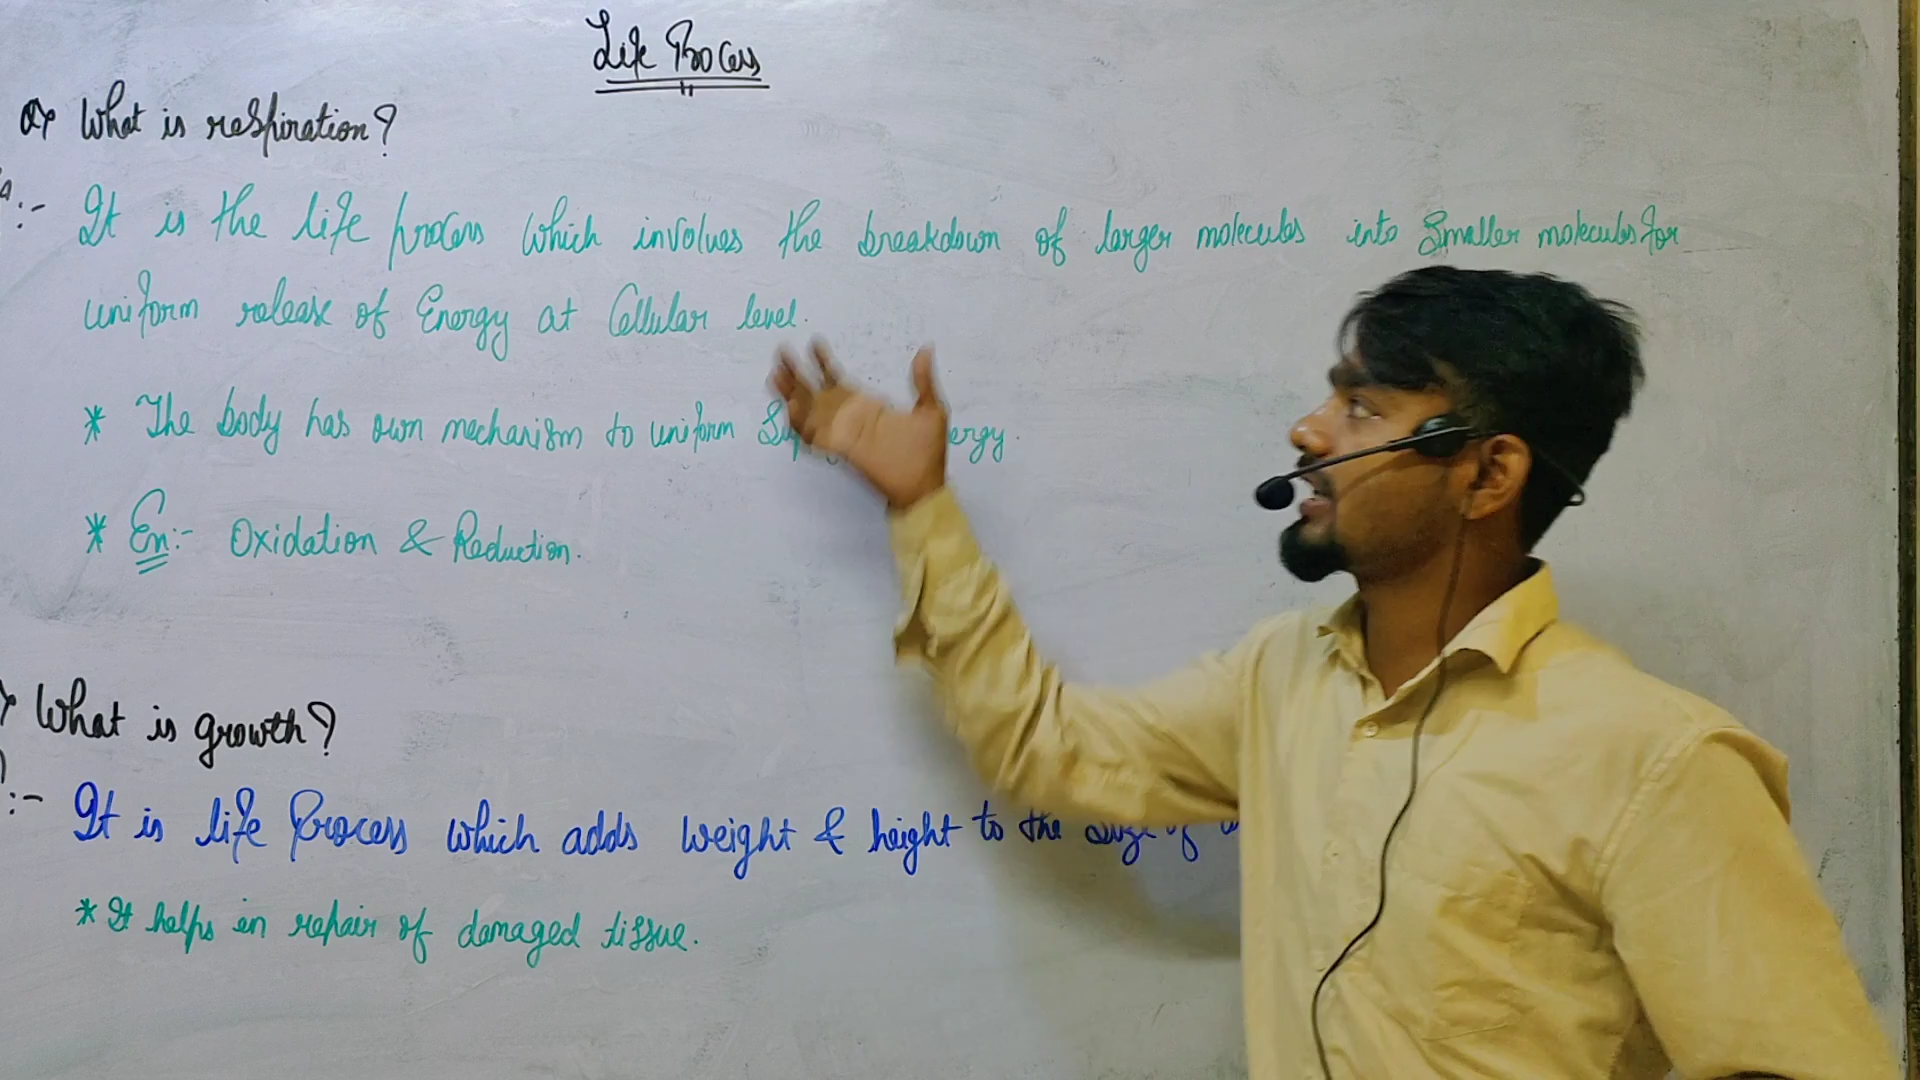 Life Process
Q> What is respiration?
:- It is the life process which involves the breakdown of larger molecules into Smaller molecules for
uniform release of Energy at Cellular level.
* The body has own mechanism to uniform
* Ex:- Oxidation & Reduction.
What is growth?
:- It is life Process which adds weight & height to the size of
* It helps in repair of damaged tissue.